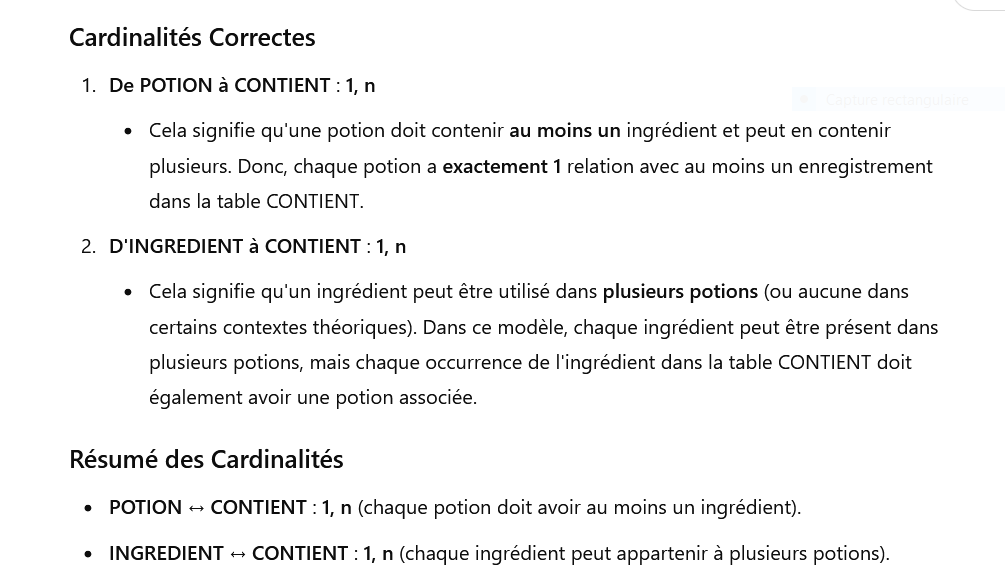 Cardinalités Correctes
1. De POTION à CONTIENT : 1, n
Capture rectangulaire
• Cela signifie qu'une potion doit contenir au moins un ingrédient et peut en contenir
plusieurs. Donc, chaque potion a exactement 1 relation avec au moins un enregistrement
dans la table CONTIENT.
2. D'INGREDIENT à CONTIENT : 1, n
• Cela signifie qu'un ingrédient peut être utilisé dans plusieurs potions (ou aucune dans
certains contextes théoriques). Dans ce modèle, chaque ingrédient peut être présent dans
plusieurs potions, mais chaque occurrence de l'ingrédient dans la table CONTIENT doit
également avoir une potion associée.
Résumé des Cardinalités
• POTION ↔ CONTIENT : 1, n (chaque potion doit avoir au moins un ingrédient).
• INGREDIENT ↔ CONTIENT : 1, n (chaque ingrédient peut appartenir à plusieurs potions).